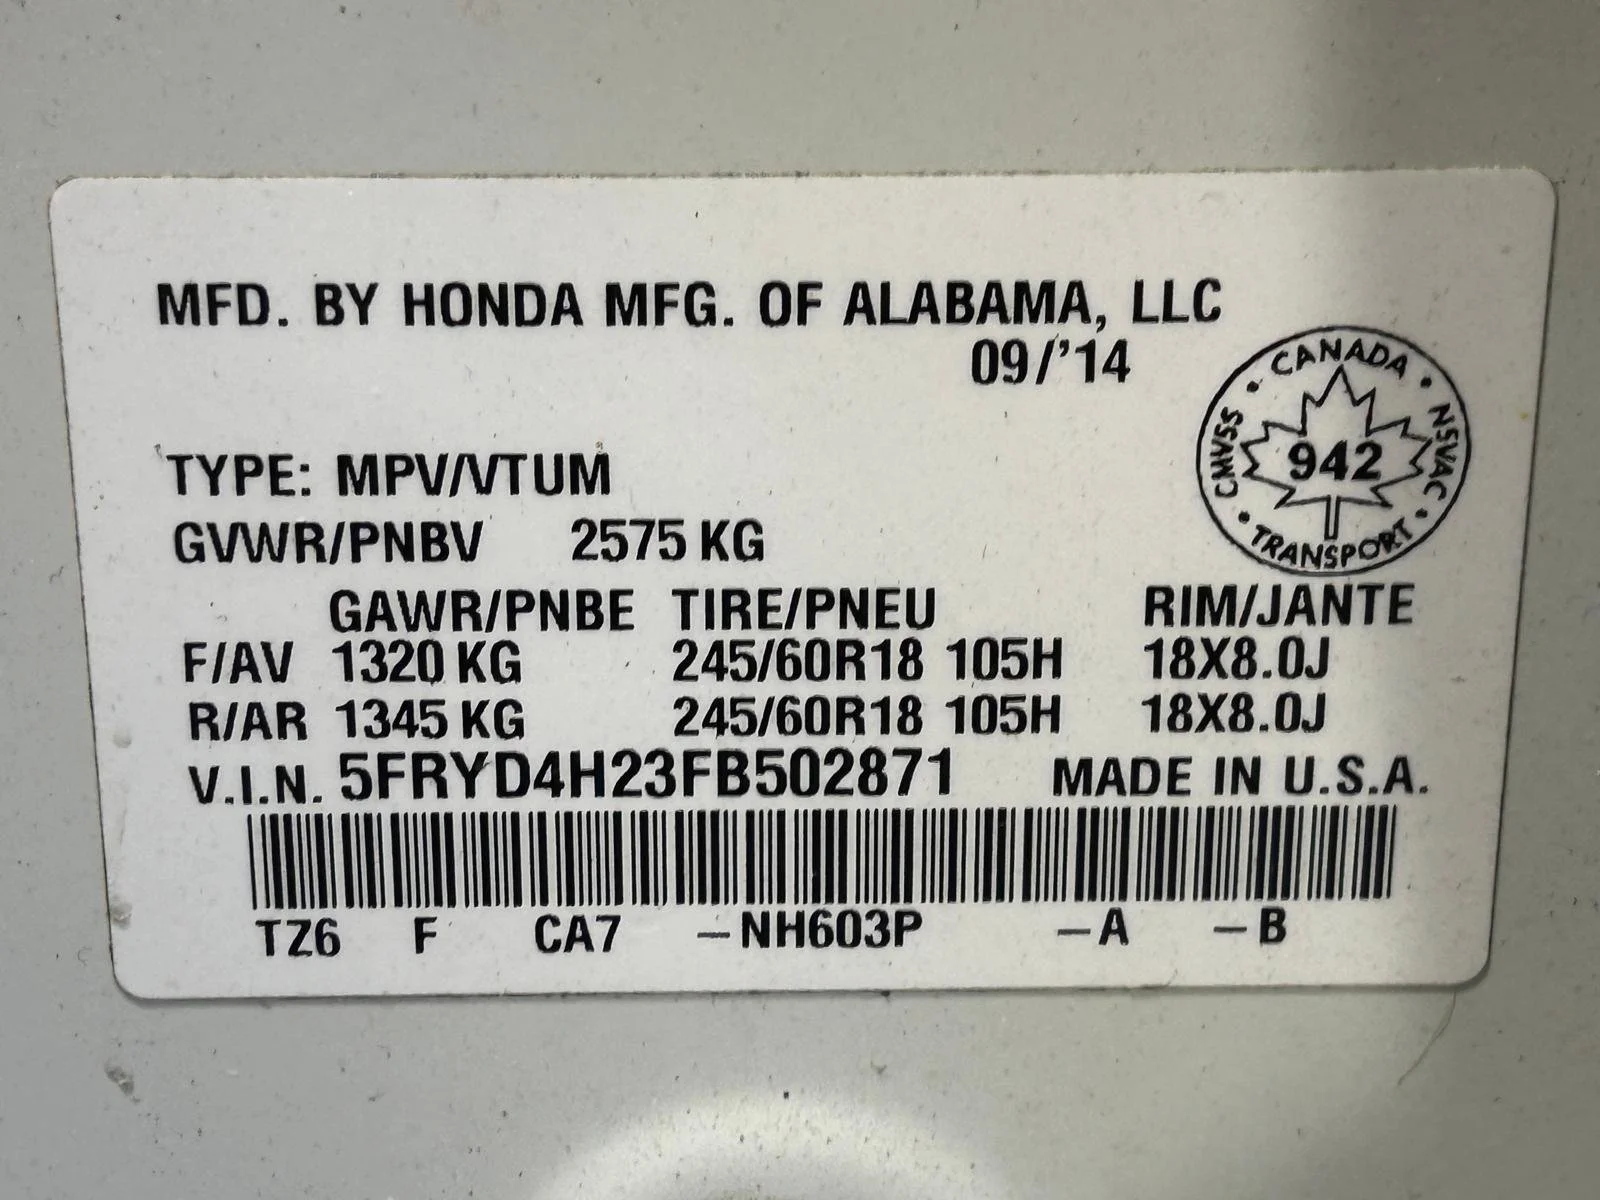 MFD. BY HONDA MFG. OF ALABAMA, LLC
09/'14
CANADA
CMVSS
942
NSVAC
TRANSPORT
TYPE: MPV/VTUM
GVWR/PNBV 2575 KG
GAWR/PNBE TIRE/PNEU RIM/JANTE
F/AV 1320 KG 245/60R18 105H 18X8.0J
R/AR 1345 KG 245/60R18 105H 18X8.0J
V.I.N. 5FRYD4H23FB502871 MADE IN U.S.A.
TZ6 F CA7 –NH603P –A –B